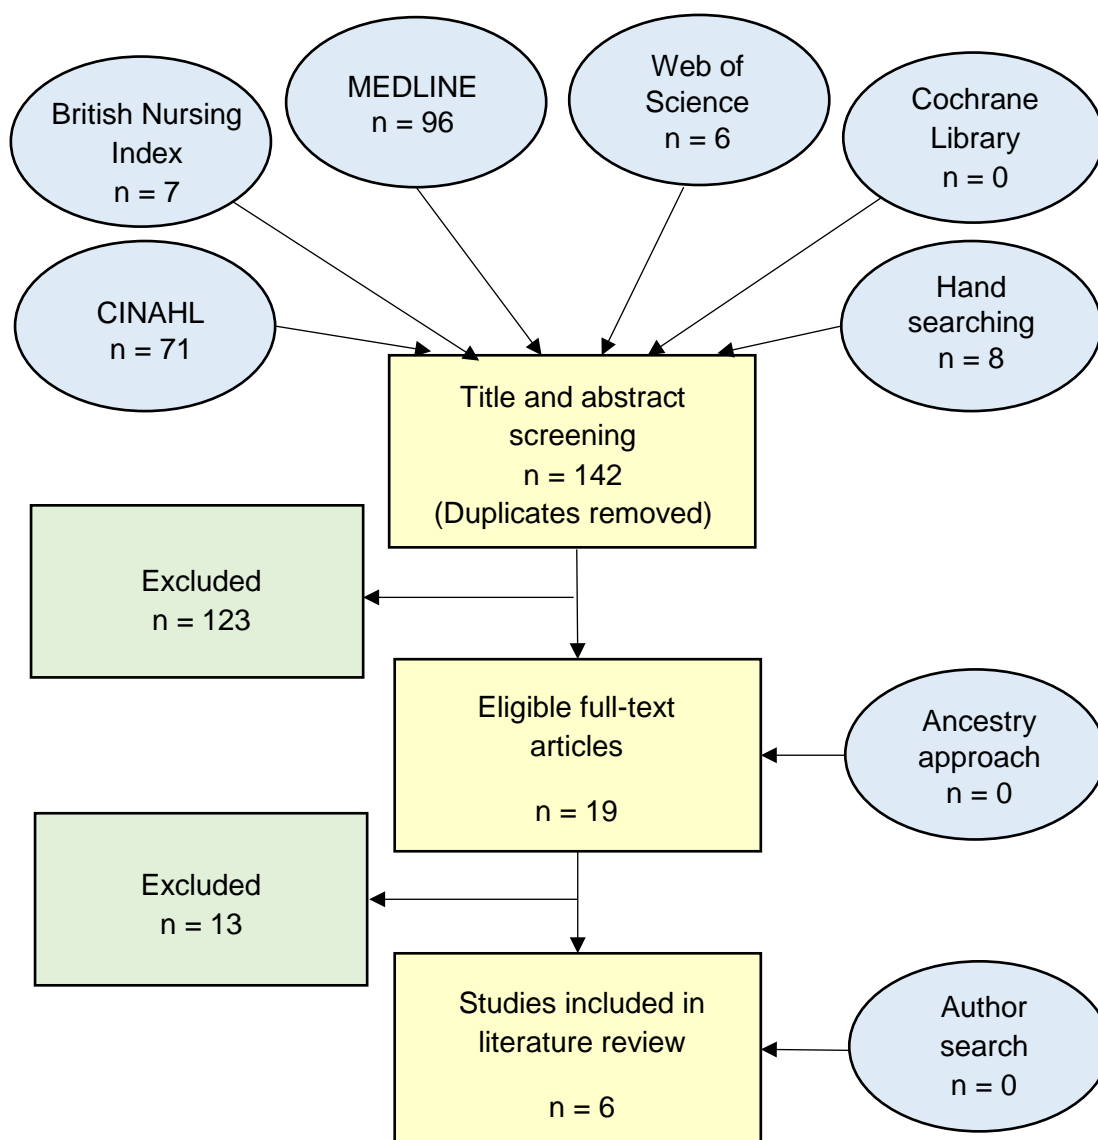 British Nursing
Index
n = 7
MEDLINE
n = 96
Web of
Science
n = 6
Cochrane
Library
n = 0
CINAHL
n = 71
Hand
searching
n = 8
Title and abstract
screening
n = 142
(Duplicates removed)
Excluded
n = 123
Eligible full-text
articles
n = 19
Ancestry
approach
n = 0
Excluded
n = 13
Studies included in
literature review
n = 6
Author
search
n = 0